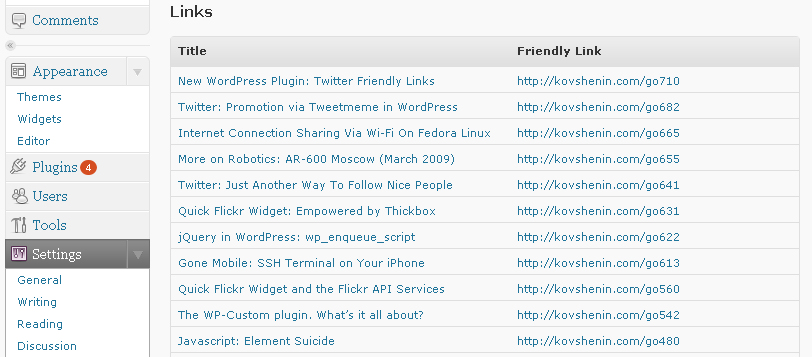 Comments
Appearance
Themes
Widgets
Editor
Plugins 4
Users
Tools
Settings
General
Writing
Reading
Discussion
Links
Title Friendly Link
New WordPress Plugin: Twitter Friendly Links http://kovshenin.com/go710
Twitter: Promotion via Tweetmeme in WordPress http://kovshenin.com/go682
Internet Connection Sharing Via Wi-Fi On Fedora Linux http://kovshenin.com/go665
More on Robotics: AR-600 Moscow (March 2009) http://kovshenin.com/go655
Twitter: Just Another Way To Follow Nice People http://kovshenin.com/go641
Quick Flickr Widget: Empowered by Thickbox http://kovshenin.com/go631
jQuery in WordPress: wp_enqueue_script http://kovshenin.com/go622
Gone Mobile: SSH Terminal on Your iPhone http://kovshenin.com/go613
Quick Flickr Widget and the Flickr API Services http://kovshenin.com/go560
The WP-Custom plugin. What's it all about? http://kovshenin.com/go542
Javascript: Element Suicide http://kovshenin.com/go480